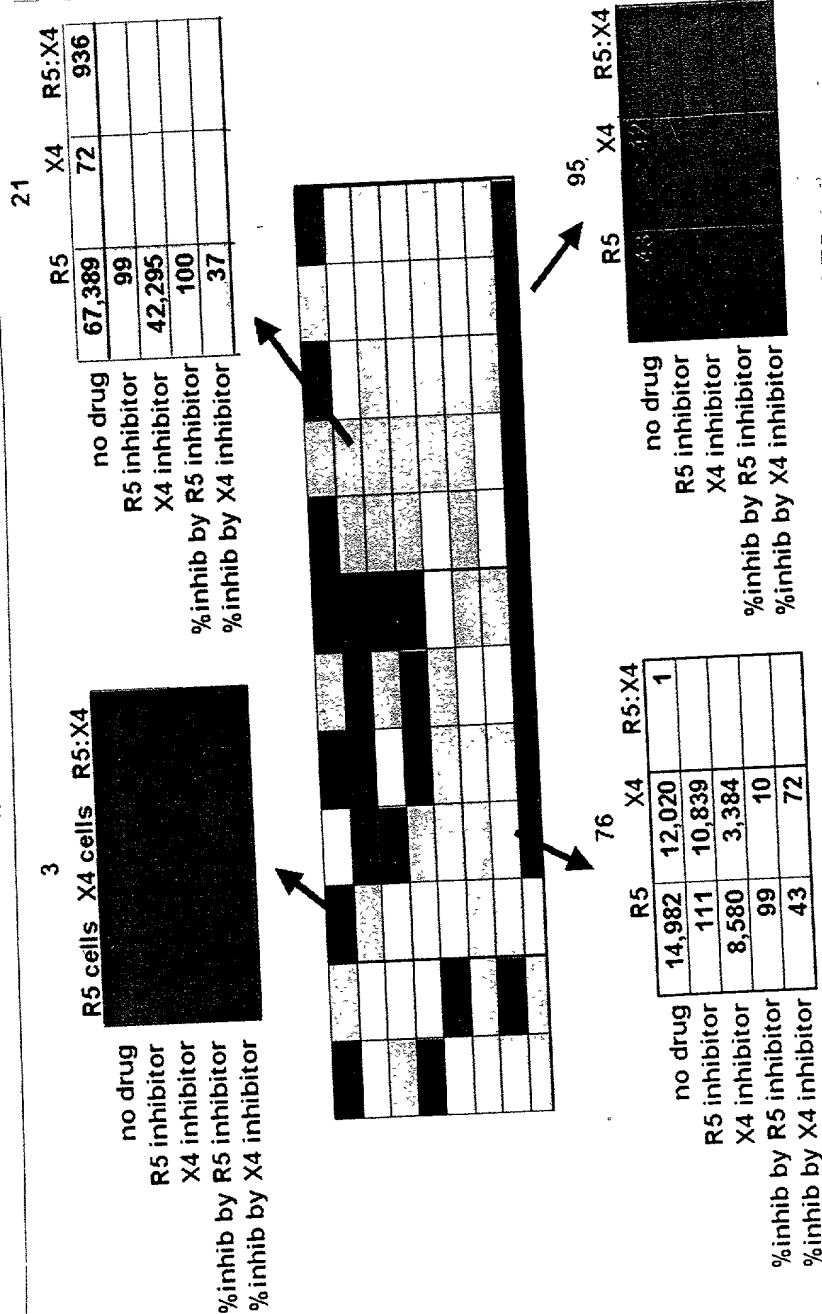 3
R5 cells X4 cells R5:X4
no drug
R5 inhibitor
X4 inhibitor
%inhib by R5 inhibitor
%inhib by X4 inhibitor
21
R5 X4 R5:X4
no drug 67,389 72 936
R5 inhibitor 99
X4 inhibitor 42,295
%inhib by R5 inhibitor 100
%inhib by X4 inhibitor 37
76
R5 X4 R5:X4
no drug 14,982 12,020 1
R5 inhibitor 111 10,839
X4 inhibitor 8,580 3,384
%inhib by R5 inhibitor 99 10
%inhib by X4 inhibitor 43 72
95
R5 X4 R5:X4
no drug 43 42
R5 inhibitor
X4 inhibitor
%inhib by R5 inhibitor
%inhib by X4 inhibitor